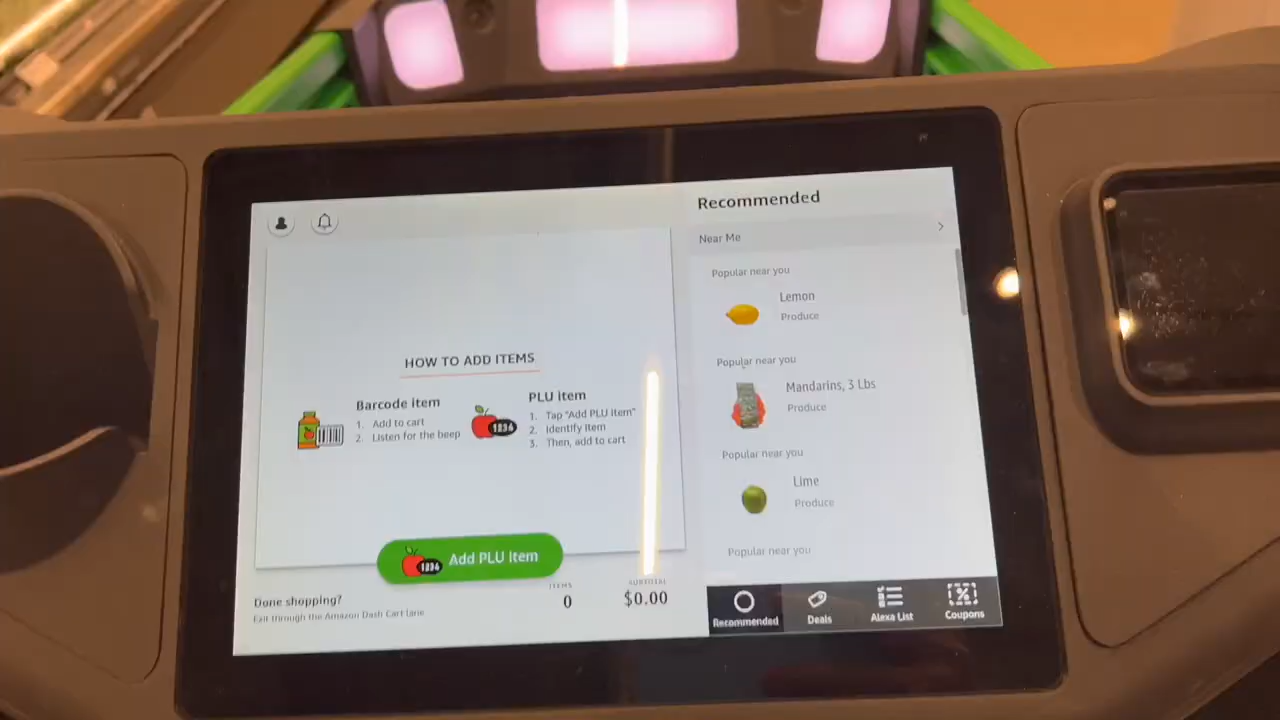 HOW TO ADD ITEMS
Barcode item
1. Add to cart
2. Listen for the beep
1234
PLU item
1. Tap "Add PLU item"
2. Identify item
3. Then, add to cart
1234
Add PLU item
Done shopping?
Exit through the Amazon Dash Cart lane
ITEMS
0
SUBTOTAL
$0.00
Recommended
Near Me
Popular near you
Lemon
Produce
Popular near you
Mandarins, 3 Lbs
Produce
Popular near you
Lime
Produce
Popular near you
Recommended
Deals
Alexa List
Coupons